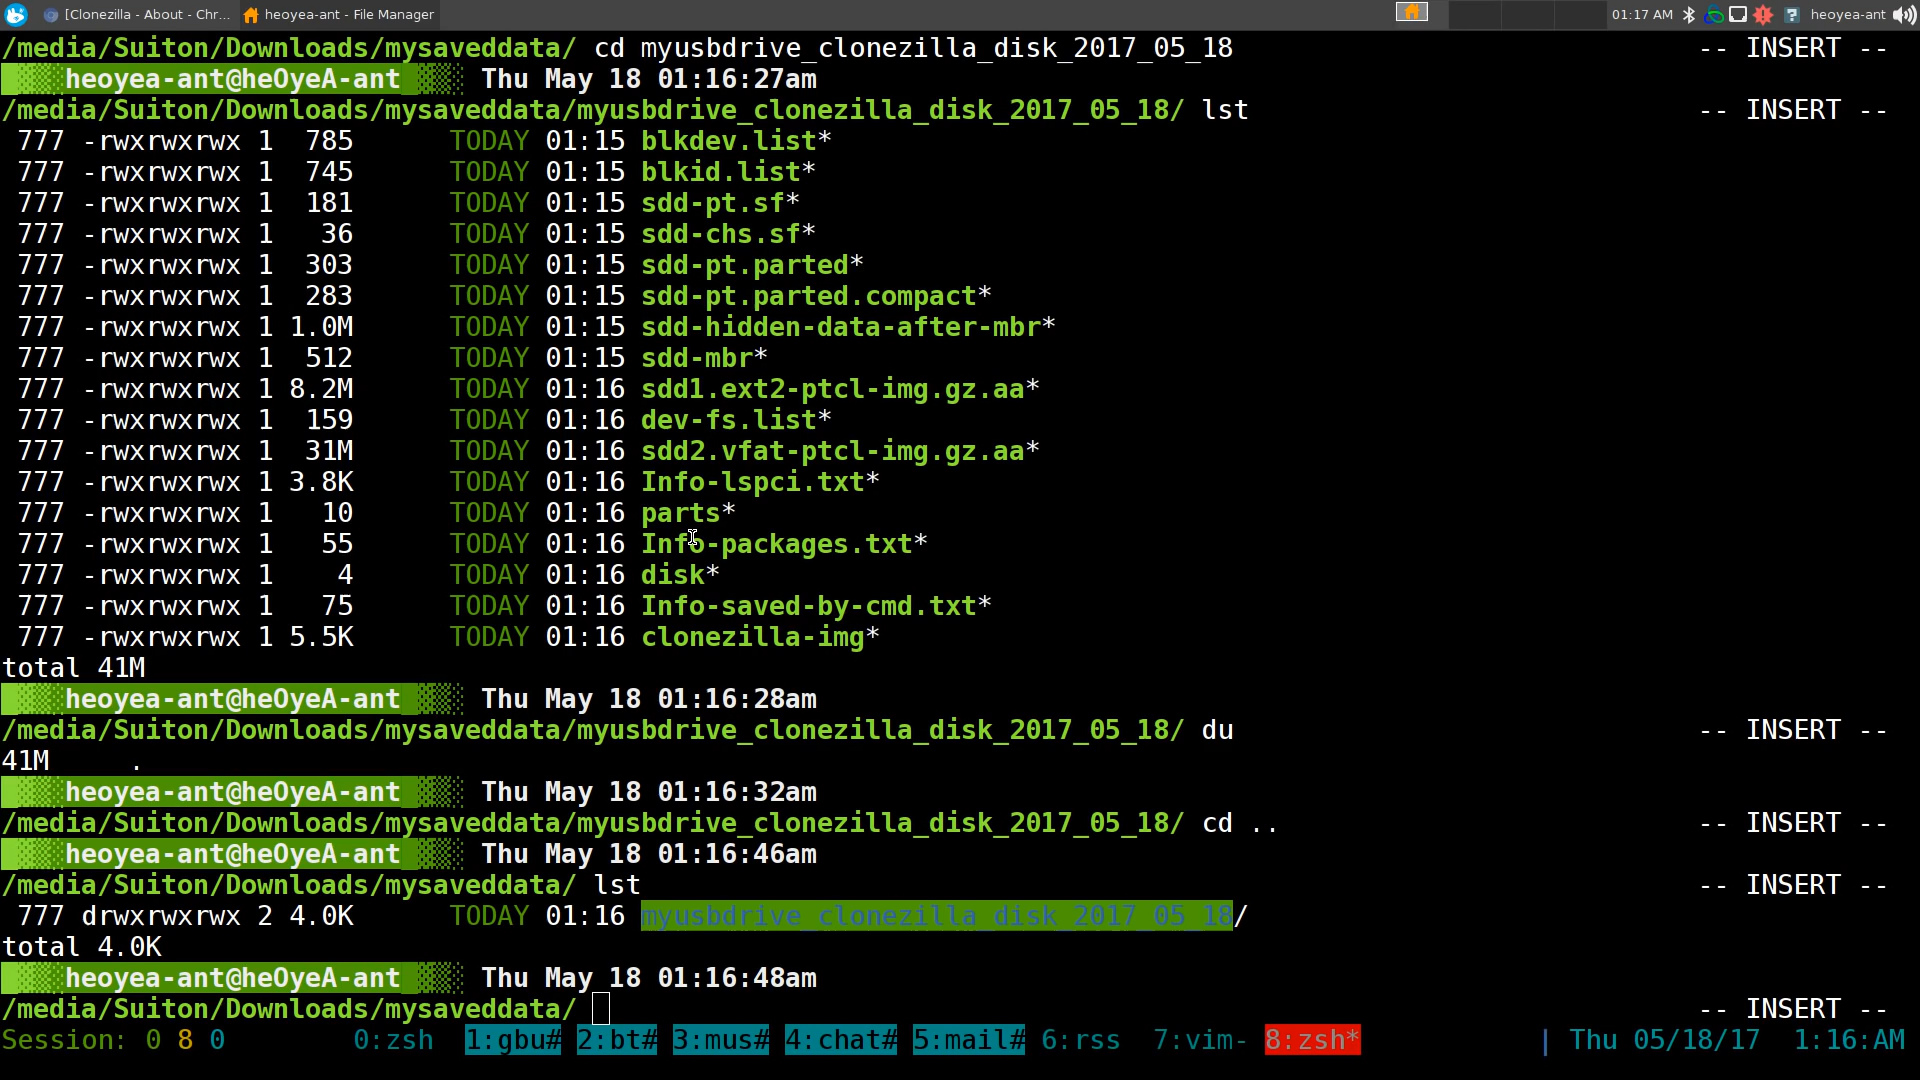 [Clonezilla - About - Chr... heoyea-ant - File Manager 01:17 AM heoyea-ant
/media/Suiton/Downloads/mysaveddata/ cd myusbdrive_clonezilla_disk_2017_05_18 -- INSERT --
heoyea-ant@heOyeA-ant Thu May 18 01:16:27am
/media/Suiton/Downloads/mysaveddata/myusbdrive_clonezilla_disk_2017_05_18/ lst -- INSERT --
777 -rwxrwxrwx 1 785 TODAY 01:15 blkdev.list*
777 -rwxrwxrwx 1 745 TODAY 01:15 blkid.list*
777 -rwxrwxrwx 1 181 TODAY 01:15 sdd-pt.sf*
777 -rwxrwxrwx 1 36 TODAY 01:15 sdd-chs.sf*
777 -rwxrwxrwx 1 303 TODAY 01:15 sdd-pt.parted*
777 -rwxrwxrwx 1 283 TODAY 01:15 sdd-pt.parted.compact*
777 -rwxrwxrwx 1 1.0M TODAY 01:15 sdd-hidden-data-after-mbr*
777 -rwxrwxrwx 1 512 TODAY 01:15 sdd-mbr*
777 -rwxrwxrwx 1 8.2M TODAY 01:16 sdd1.ext2-ptcl-img.gz.aa*
777 -rwxrwxrwx 1 159 TODAY 01:16 dev-fs.list*
777 -rwxrwxrwx 1 31M TODAY 01:16 sdd2.vfat-ptcl-img.gz.aa*
777 -rwxrwxrwx 1 3.8K TODAY 01:16 Info-lspci.txt*
777 -rwxrwxrwx 1 10 TODAY 01:16 parts*
777 -rwxrwxrwx 1 55 TODAY 01:16 Info-packages.txt*
777 -rwxrwxrwx 1 4 TODAY 01:16 disk*
777 -rwxrwxrwx 1 75 TODAY 01:16 Info-saved-by-cmd.txt*
777 -rwxrwxrwx 1 5.5K TODAY 01:16 clonezilla-img*
total 41M
heoyea-ant@heOyeA-ant Thu May 18 01:16:28am
/media/Suiton/Downloads/mysaveddata/myusbdrive_clonezilla_disk_2017_05_18/ du -- INSERT --
41M .
heoyea-ant@heOyeA-ant Thu May 18 01:16:32am
/media/Suiton/Downloads/mysaveddata/myusbdrive_clonezilla_disk_2017_05_18/ cd .. -- INSERT --
heoyea-ant@heOyeA-ant Thu May 18 01:16:46am
/media/Suiton/Downloads/mysaveddata/ lst -- INSERT --
777 drwxrwxrwx 2 4.0K TODAY 01:16 myusbdrive_clonezilla_disk_2017_05_18/
total 4.0K
heoyea-ant@heOyeA-ant Thu May 18 01:16:48am
/media/Suiton/Downloads/mysaveddata/ -- INSERT --
Session: 0 8 0 0:zsh 1:gbu# 2:bt# 3:mus# 4:chat# 5:mail# 6:rss 7:vim- 8:zsh* | Thu 05/18/17 1:16:AM